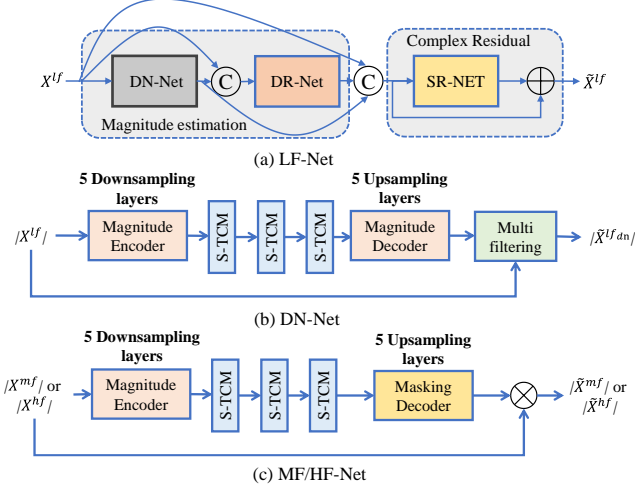 Complex Residual
X^lf
DN-Net
C
DR-Net
C
SR-NET
X̃^lf
Magnitude estimation
(a) LF-Net
5 Downsampling
layers
5 Upsampling
layers
|X^lf|
Magnitude
Encoder
S-TCM
S-TCM
S-TCM
Magnitude
Decoder
Multi
filtering
|X̃^lf_dn|
(b) DN-Net
5 Downsampling
layers
5 Upsampling
layers
|X^mf| or
|X^hf|
Magnitude
Encoder
S-TCM
S-TCM
S-TCM
Masking
Decoder
|X̃^mf| or
|X̃^hf|
(c) MF/HF-Net